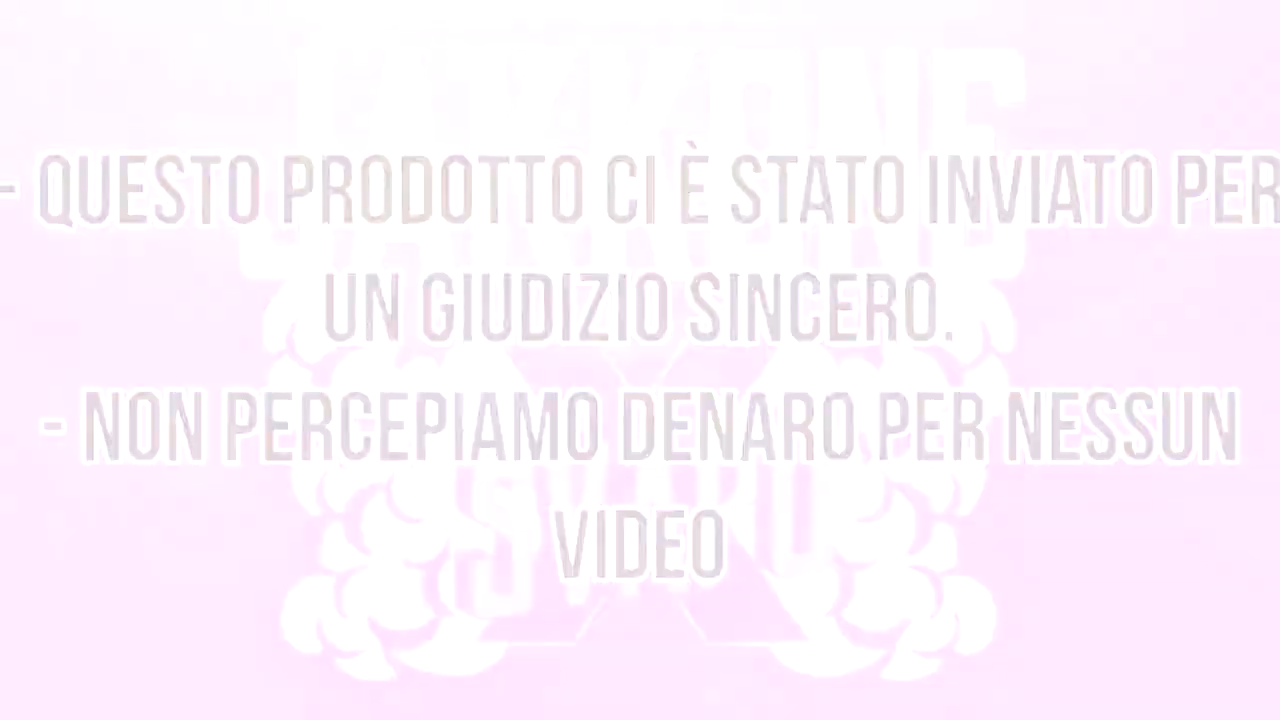 - QUESTO PRODOTTO CI È STATO INVIATO PER
UN GIUDIZIO SINCERO.
- NON PERCEPIAMO DENARO PER NESSUN
VIDEO